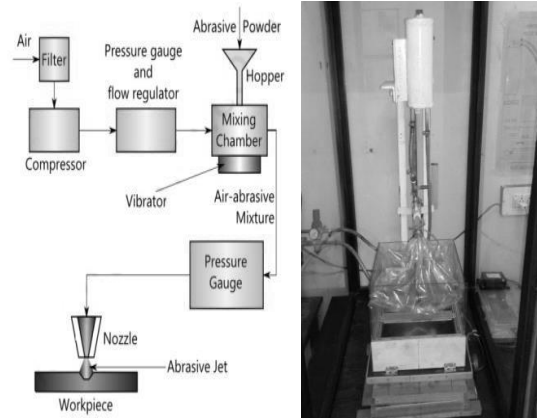 Air
Filter
Compressor
Pressure gauge
and
flow regulator
Abrasive Powder
Hopper
Mixing
Chamber
Vibrator
Air-abrasive
Mixture
Pressure
Gauge
Nozzle
Abrasive Jet
Workpiece